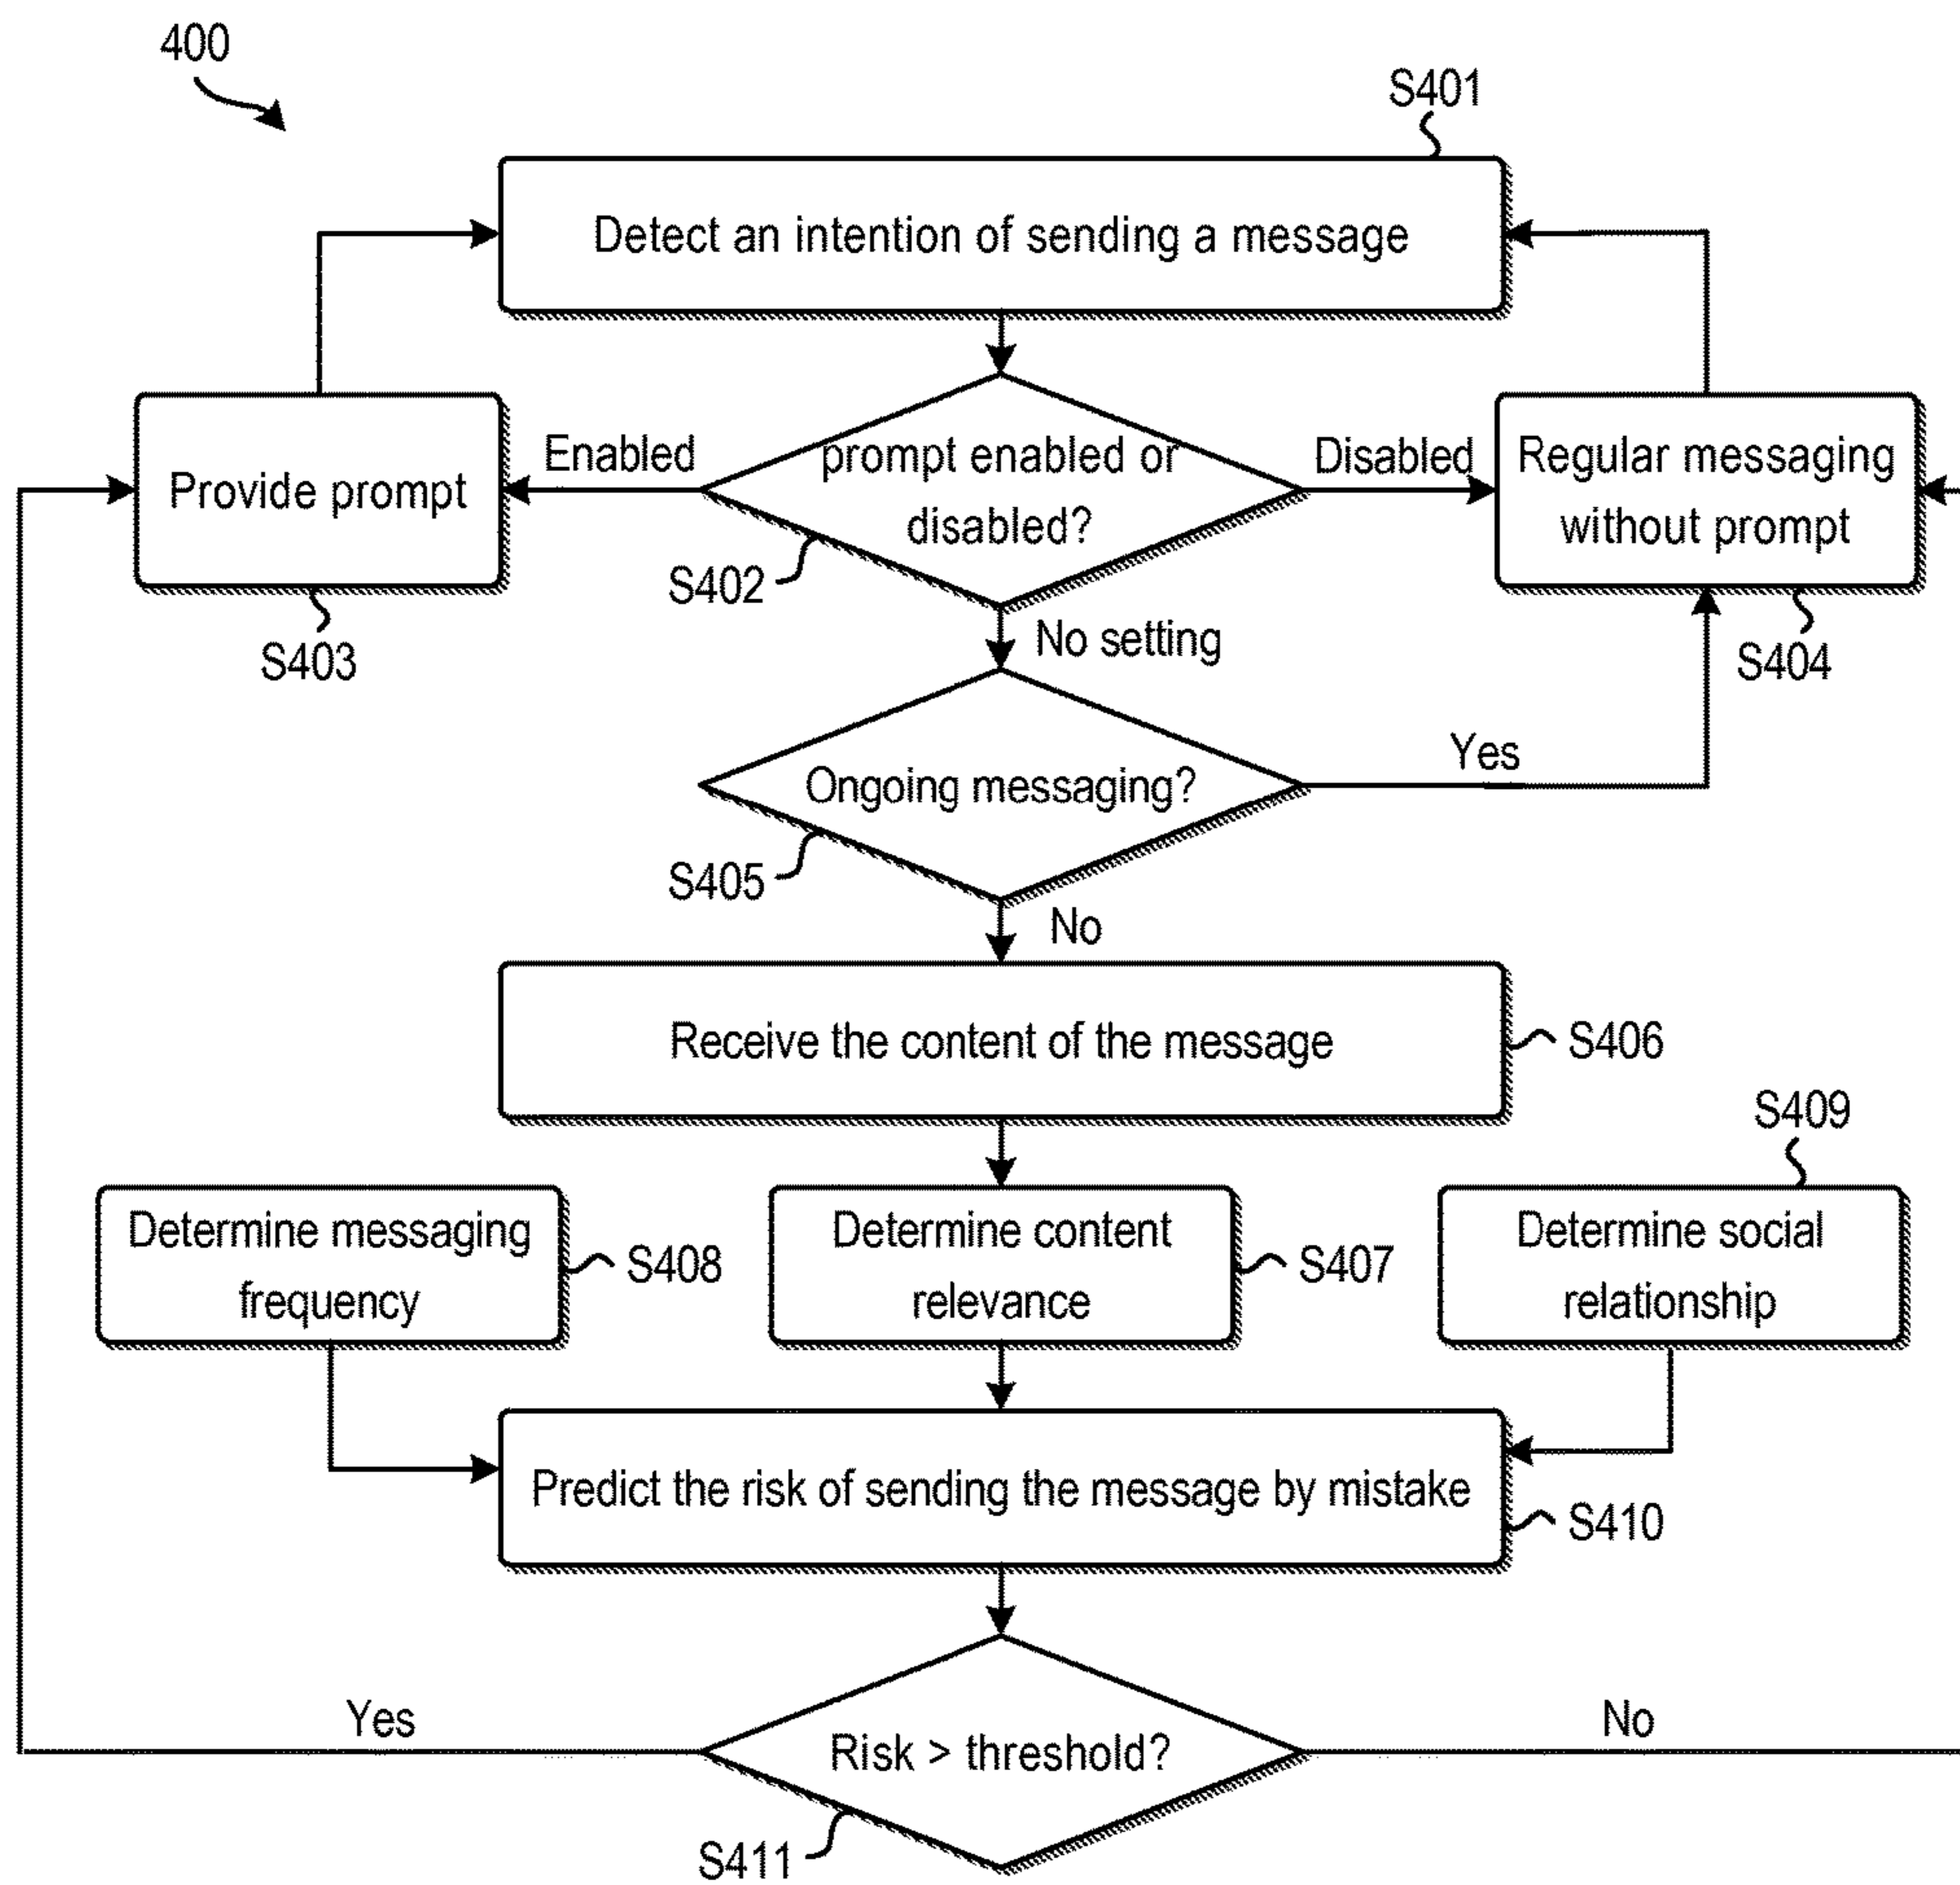 400
S401
Detect an intention of sending a message
Enabled
prompt enabled or
disabled?
Disabled
Provide prompt
Regular messaging
without prompt
S402
S403
S404
No setting
Ongoing messaging?
Yes
S405
No
Receive the content of the message
S406
S409
Determine messaging
frequency
S408
Determine content
relevance
S407
Determine social
relationship
Predict the risk of sending the message by mistake
S410
Yes
Risk > threshold?
No
S411